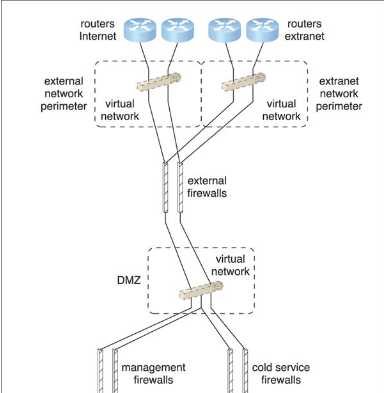 routers
Internet
routers
extranet
external
network
perimeter
virtual
network
virtual
network
extranet
network
perimeter
external
firewalls
DMZ
virtual
network
management
firewalls
cold service
firewalls